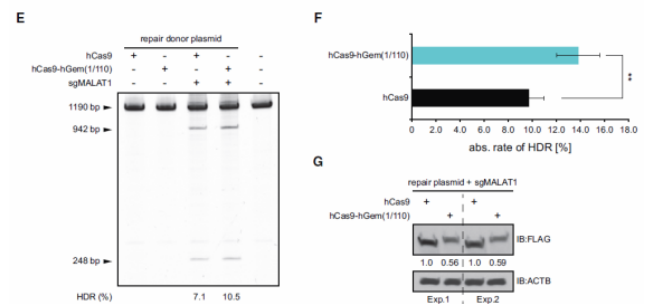 E
repair donor plasmid
hCas9 + - + - -
hCas9-hGem(1/110) - - - + -
sgMALAT1 - - + + -
1190 bp ►
942 bp ►
248 bp ►
HDR (%) 7.1 10.5
F
hCas9-hGem(1/110)
hCas9
**
0.0 2.0 4.0 6.0 8.0 10.0 12.0 14.0 16.0 18.0
abs. rate of HDR [%]
G
repair plasmid + sgMALAT1
hCas9 + +
hCas9-hGem(1/110) + +
IB:FLAG
1.0 0.56 1.0 0.59
IB:ACTB
Exp.1 Exp.2